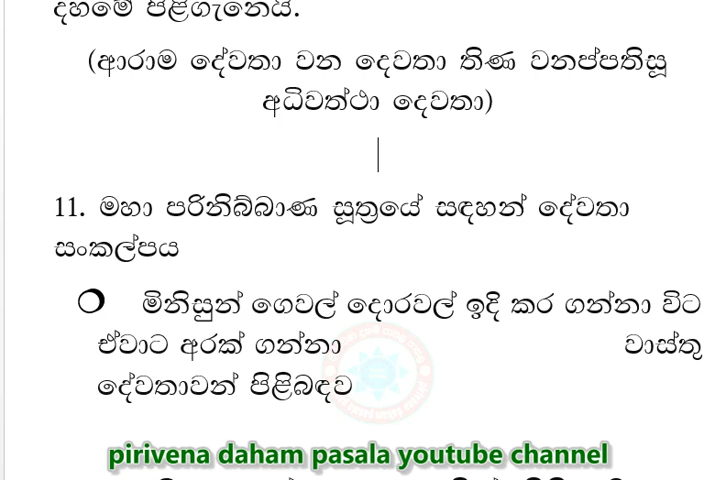 දහමේ පිළිගැනෙයි.
(ආරාම දේවතා වන දෙවතා තිණ වනප්පතිසූ
අධිවත්ථා දෙවතා)
11. මහා පරිනිබ්බාණ සූත්‍රයේ සඳහන් දේවතා
සංකල්පය
මිනිසුන් ගෙවල් දොරවල් ඉදි කර ගන්නා විට
ඒවාට අරක් ගන්නා වාස්තු
දේවතාවන් පිළිබඳව
pirivena daham pasala youtube channel